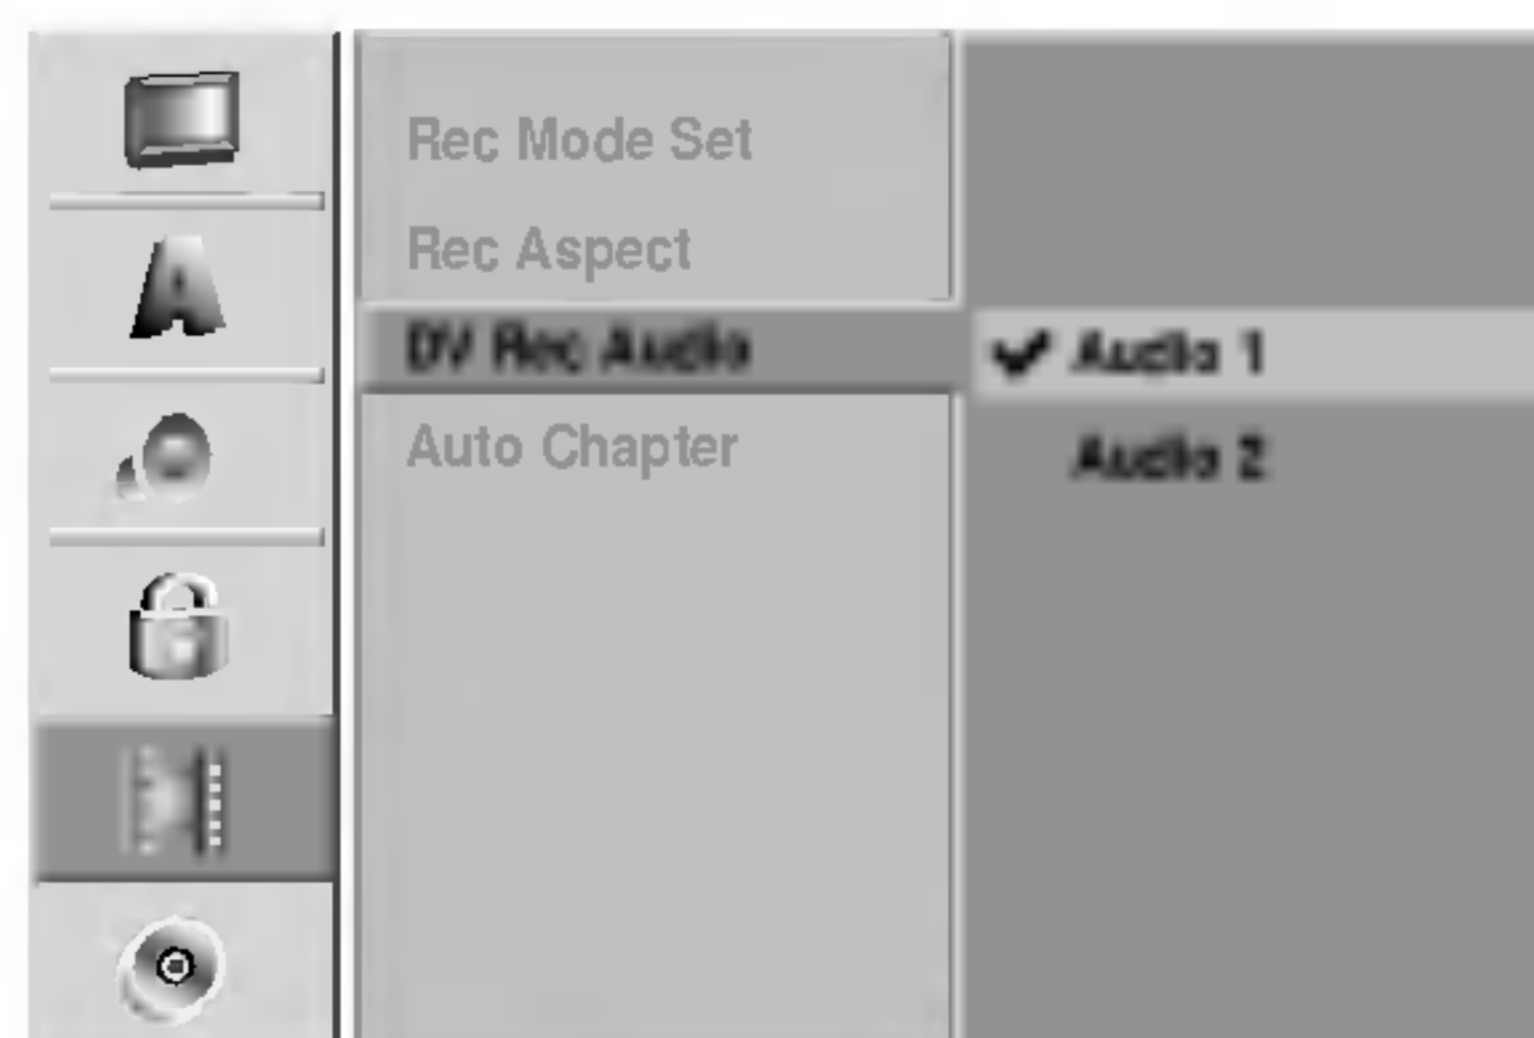 Rec Mode Set
Rec Aspect
DV Rec Audio
Audio 1
Auto Chapter
Audio 2